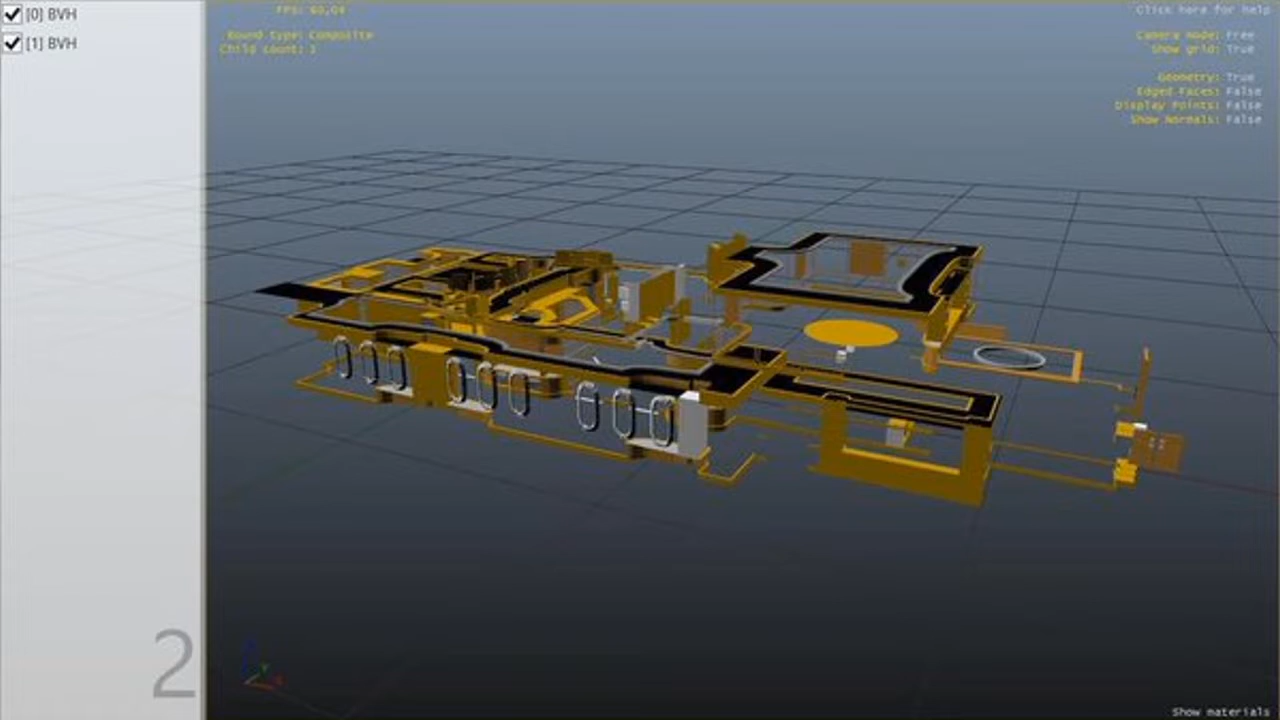 [0] BVH
[1] BVH
2
FPS: 60,04
Bound type: Composite
Child count: 2
Click here for help
Camera mode: Free
Show grid: True
Geometry: True
Edged Faces: False
Display Points: False
Show Normals: False
Show materials